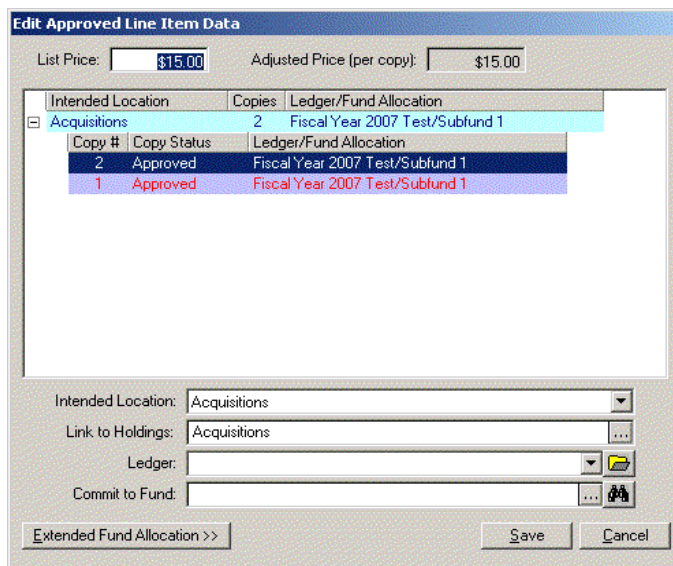 Edit Approved Line Item Data
List Price: $15.00 Adjusted Price (per copy): $15.00
Intended Location Copies Ledger/Fund Allocation
Acquisitions 2 Fiscal Year 2007 Test/Subfund 1
Copy # Copy Status Ledger/Fund Allocation
2 Approved Fiscal Year 2007 Test/Subfund 1
1 Approved Fiscal Year 2007 Test/Subfund 1
Intended Location: Acquisitions
Link to Holdings: Acquisitions ...
Ledger:
Commit to Fund: ...
Extended Fund Allocation >> Save Cancel